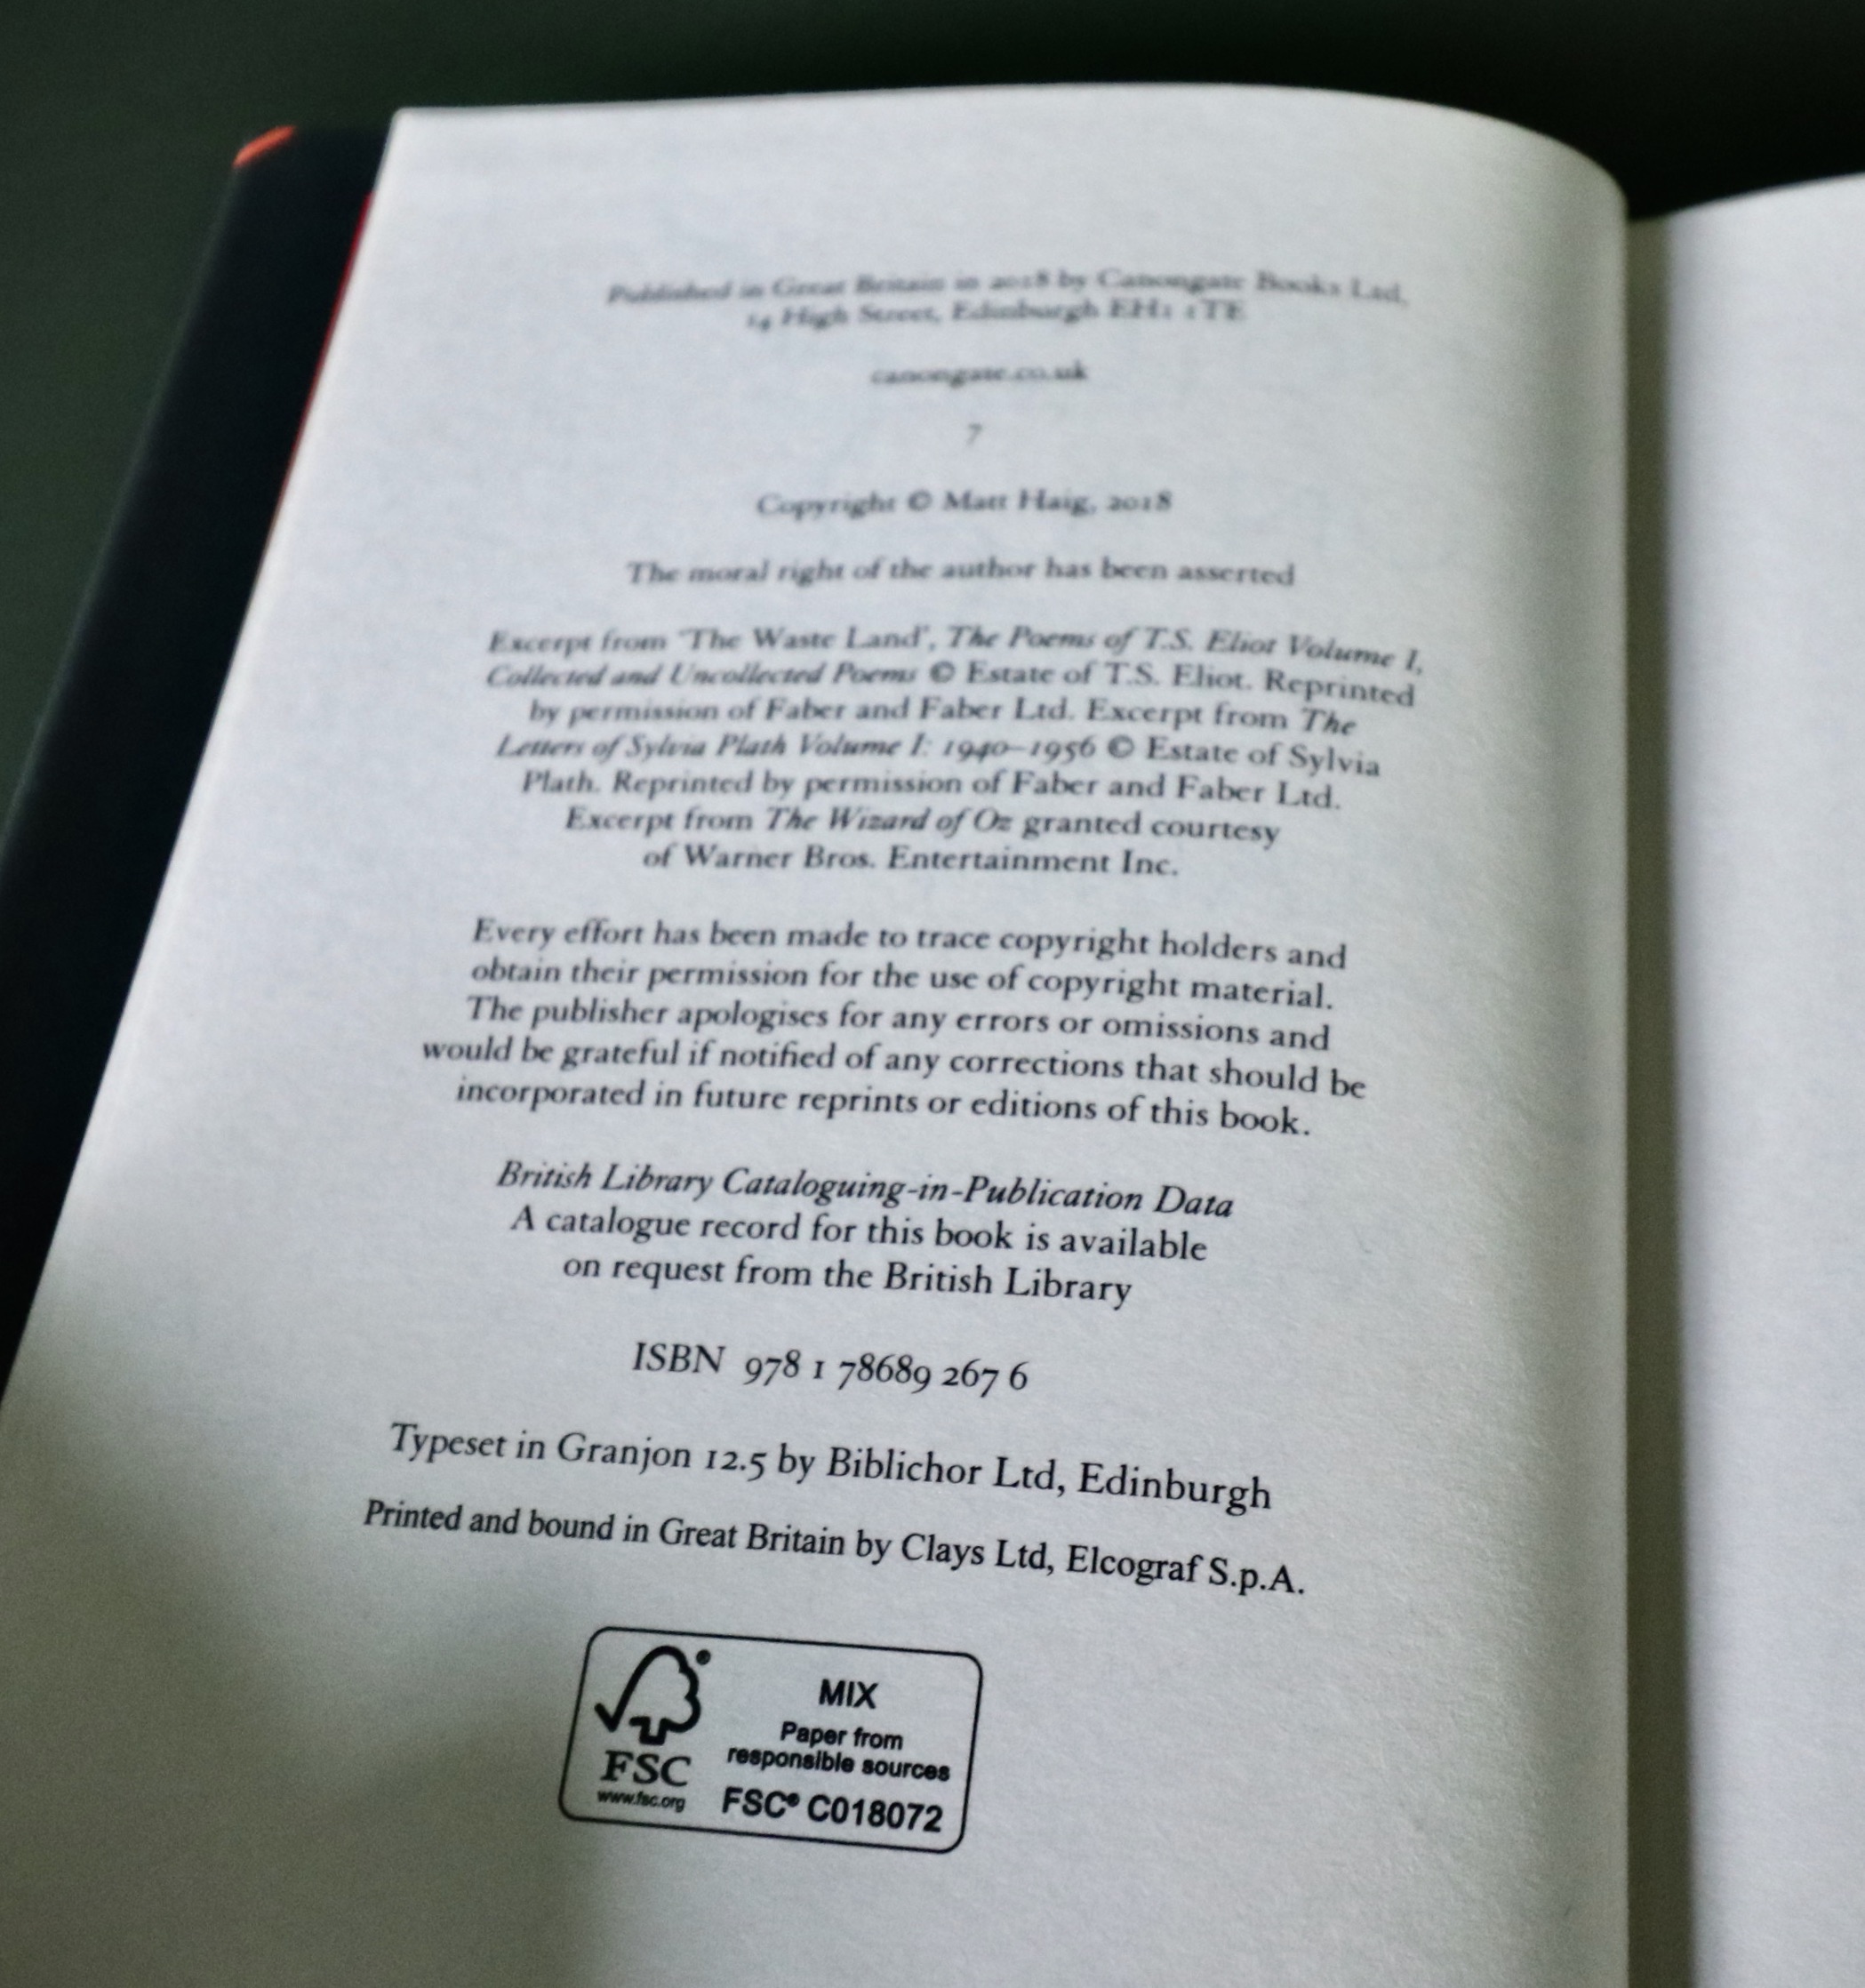 Published in Great Britain in 2018 by Canongate Books Ltd,
14 High Street, Edinburgh EH1 1TE
canongate.co.uk
7
Copyright © Matt Haig, 2018
The moral right of the author has been asserted
Excerpt from 'The Waste Land', The Poems of T.S. Eliot Volume I,
Collected and Uncollected Poems © Estate of T.S. Eliot. Reprinted
by permission of Faber and Faber Ltd. Excerpt from The
Letters of Sylvia Plath Volume I: 1940–1956 © Estate of Sylvia
Plath. Reprinted by permission of Faber and Faber Ltd.
Excerpt from The Wizard of Oz granted courtesy
of Warner Bros. Entertainment Inc.
Every effort has been made to trace copyright holders and
obtain their permission for the use of copyright material.
The publisher apologises for any errors or omissions and
would be grateful if notified of any corrections that should be
incorporated in future reprints or editions of this book.
British Library Cataloguing-in-Publication Data
A catalogue record for this book is available
on request from the British Library
ISBN 978 1 78689 267 6
Typeset in Granjon 12.5 by Biblichor Ltd, Edinburgh
Printed and bound in Great Britain by Clays Ltd, Elcograf S.p.A.
MIX
Paper from
responsible sources
FSC® C018072
FSC
www.fsc.org